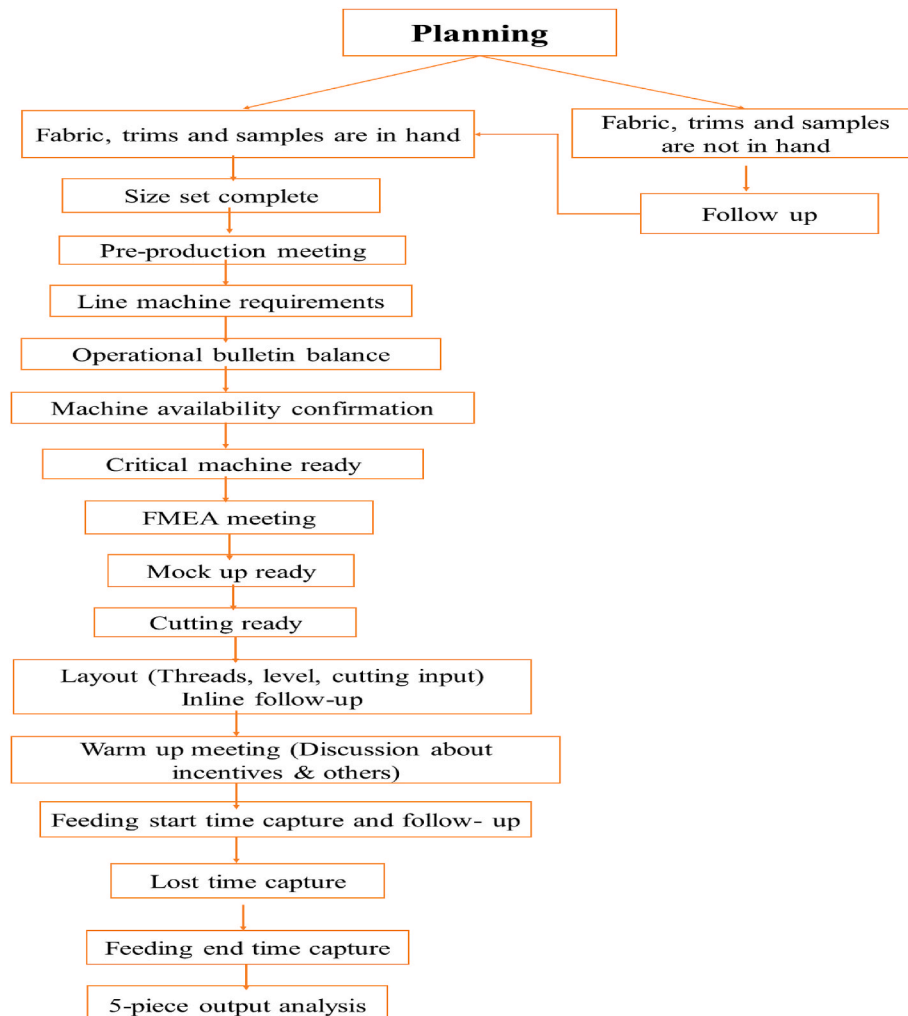 Planning
Fabric, trims and samples are in hand
Fabric, trims and samples
are not in hand
Follow up
Size set complete
Pre-production meeting
Line machine requirements
Operational bulletin balance
Machine availability confirmation
Critical machine ready
FMEA meeting
Mock up ready
Cutting ready
Layout (Threads, level, cutting input)
Inline follow-up
Warm up meeting (Discussion about
incentives & others)
Feeding start time capture and follow- up
Lost time capture
Feeding end time capture
5-piece output analysis